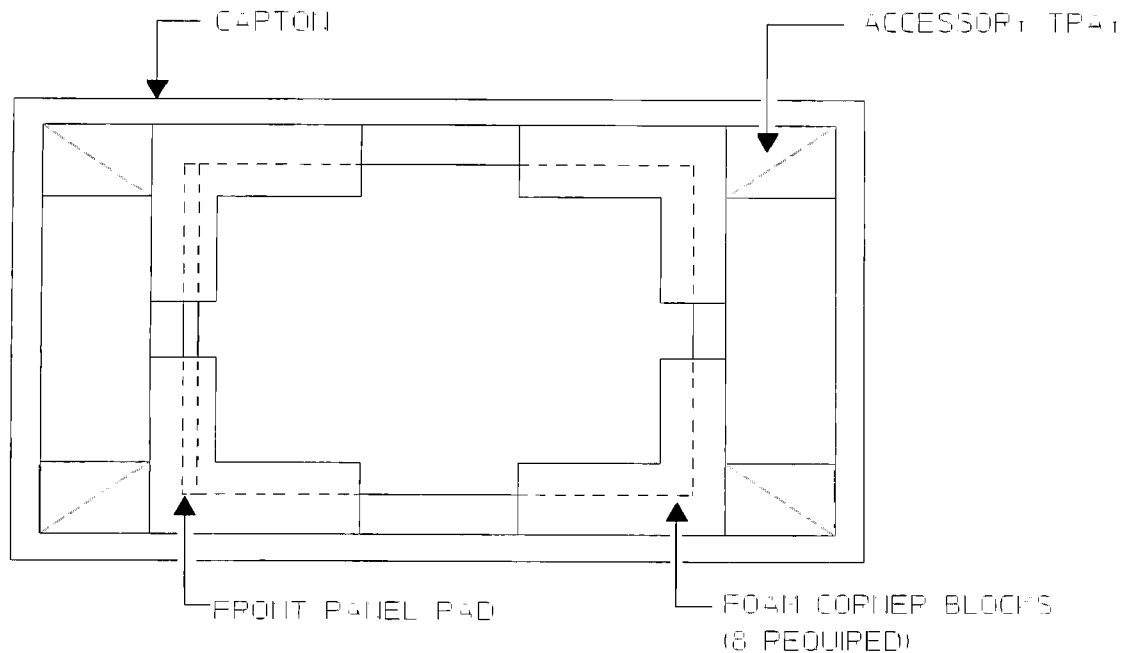 CARTON
ACCESSORY TRAY
FRONT PANEL PAD
FOAM CORNER BLOCKS
(8 REQUIRED)